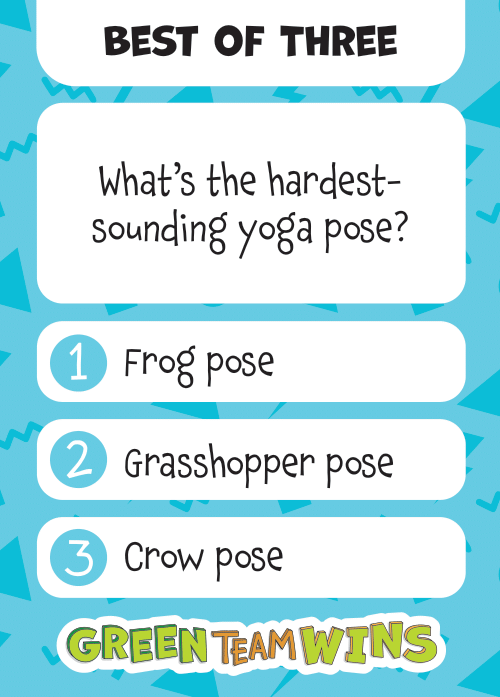 BEST OF THREE
What's the hardest-
sounding yoga pose?
1 Frog pose
2 Grasshopper pose
3 Crow pose
GREEN TEAM WINS